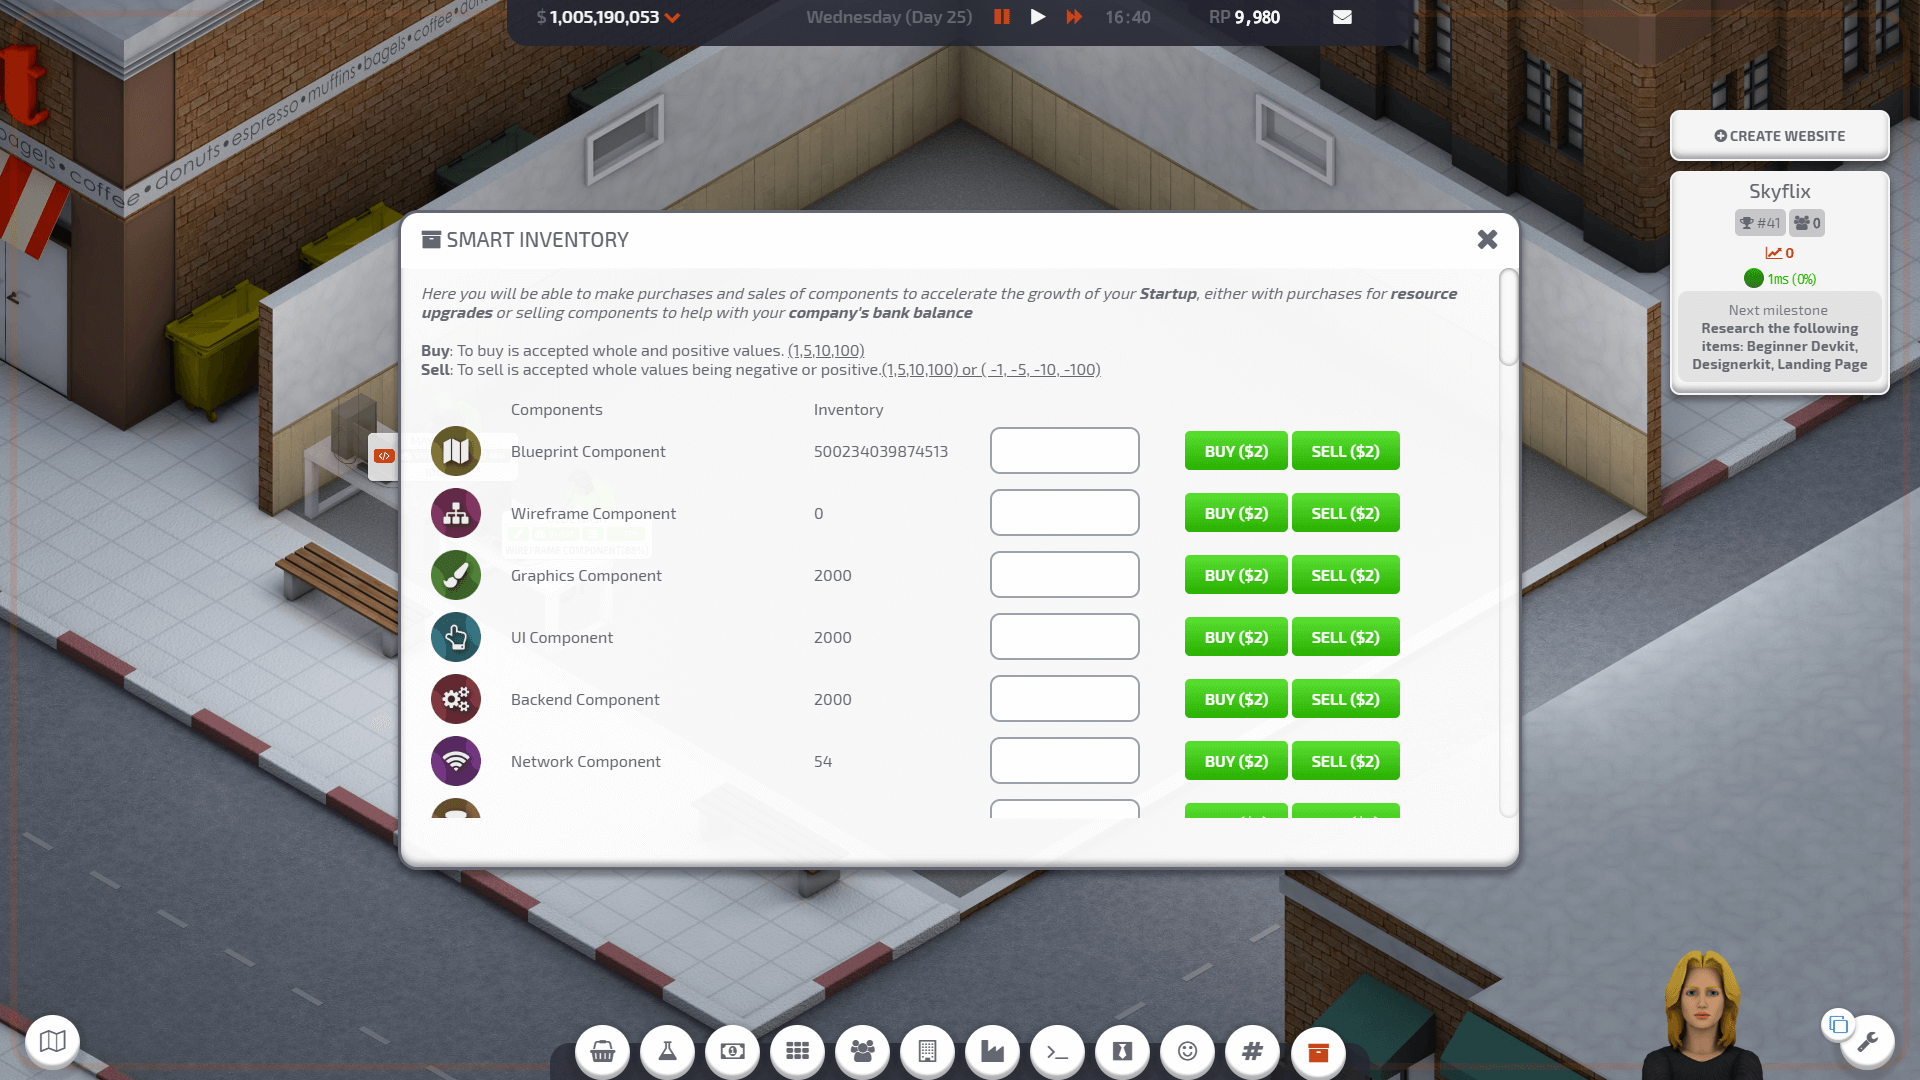 $ 1,005,190,053
Wednesday (Day 25)
16:40
RP 9,980
bagels•coffee•donuts•espresso•muffins•bagels•coffee•don
t
CREATE WEBSITE
Skyflix
#41
0
0
1ms (0%)
Next milestone
Research the following
items: Beginner Devkit,
Designerkit, Landing Page
SMART INVENTORY
Here you will be able to make purchases and sales of components to accelerate the growth of your Startup, either with purchases for resource
upgrades or selling components to help with your company's bank balance
Buy: To buy is accepted whole and positive values. (1,5,10,100)
Sell: To sell is accepted whole values being negative or positive.(1,5,10,100) or ( -1, -5, -10, -100)
Components Inventory
Blueprint Component 500234039874513 BUY ($2) SELL ($2)
Wireframe Component 0 BUY ($2) SELL ($2)
WIREFRAME COMPONENT
Graphics Component 2000 BUY ($2) SELL ($2)
UI Component 2000 BUY ($2) SELL ($2)
Backend Component 2000 BUY ($2) SELL ($2)
Network Component 54 BUY ($2) SELL ($2)